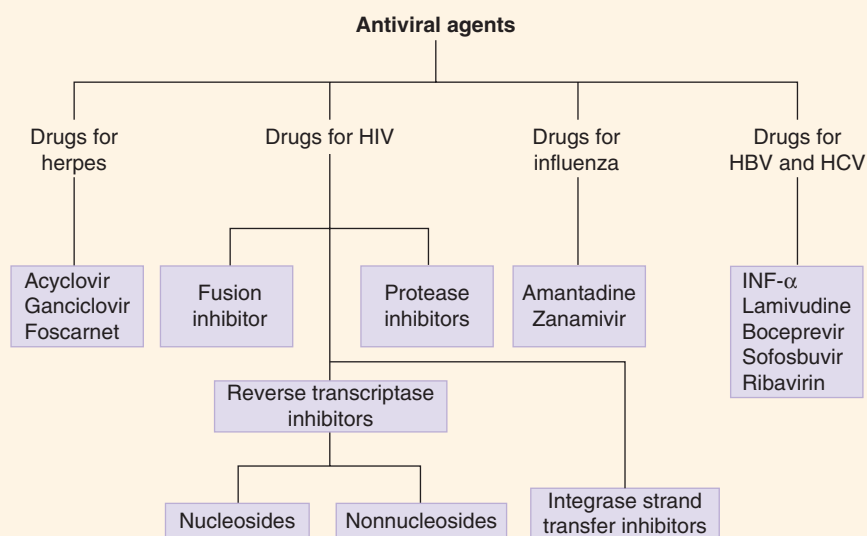 Antiviral agents
Drugs for
herpes
Drugs for HIV
Drugs for
influenza
Drugs for
HBV and HCV
Acyclovir
Ganciclovir
Foscarnet
Fusion
inhibitor
Protease
inhibitors
Amantadine
Zanamivir
INF-α
Lamivudine
Boceprevir
Sofosbuvir
Ribavirin
Reverse transcriptase
inhibitors
Nucleosides
Nonnucleosides
Integrase strand
transfer inhibitors